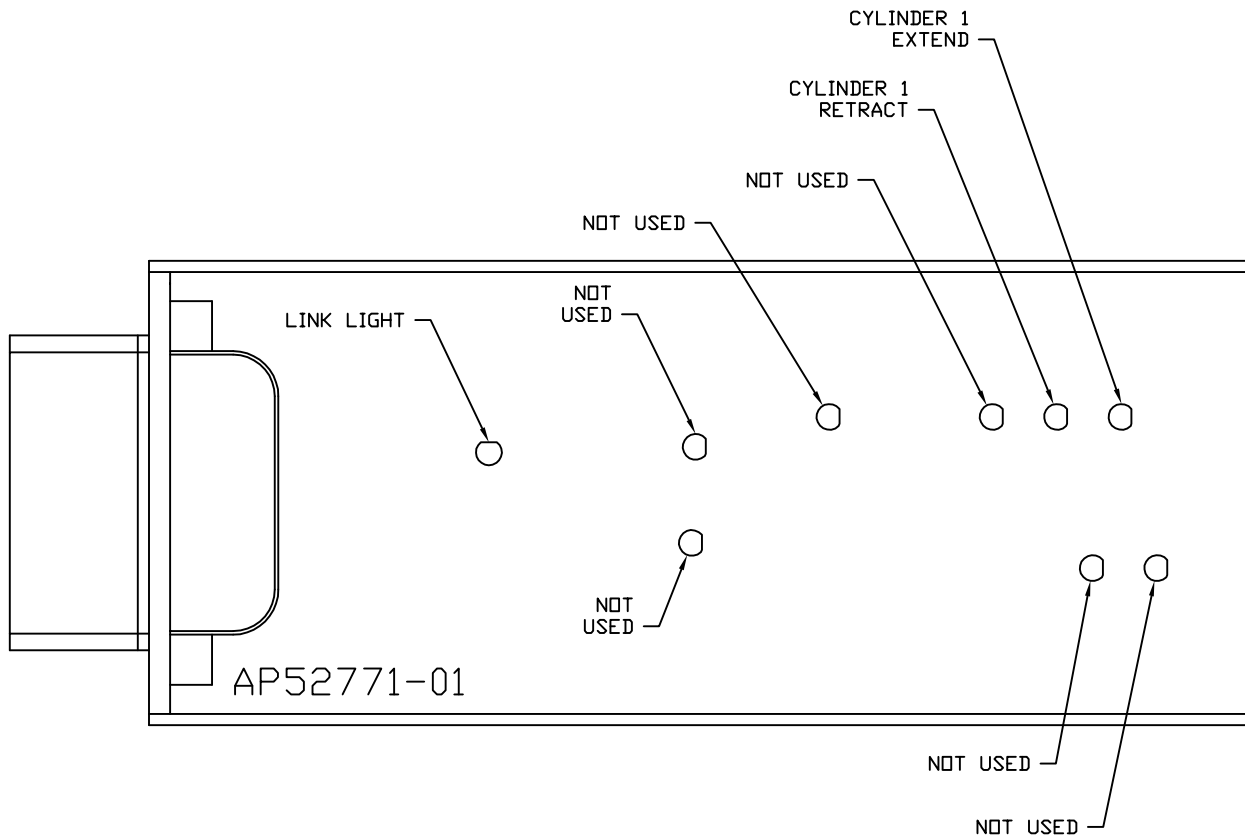 CYLINDER 1
EXTEND
CYLINDER 1
RETRACT
NOT USED
NOT USED
NOT
USED
LINK LIGHT
NOT
USED
AP52771-01
NOT USED
NOT USED